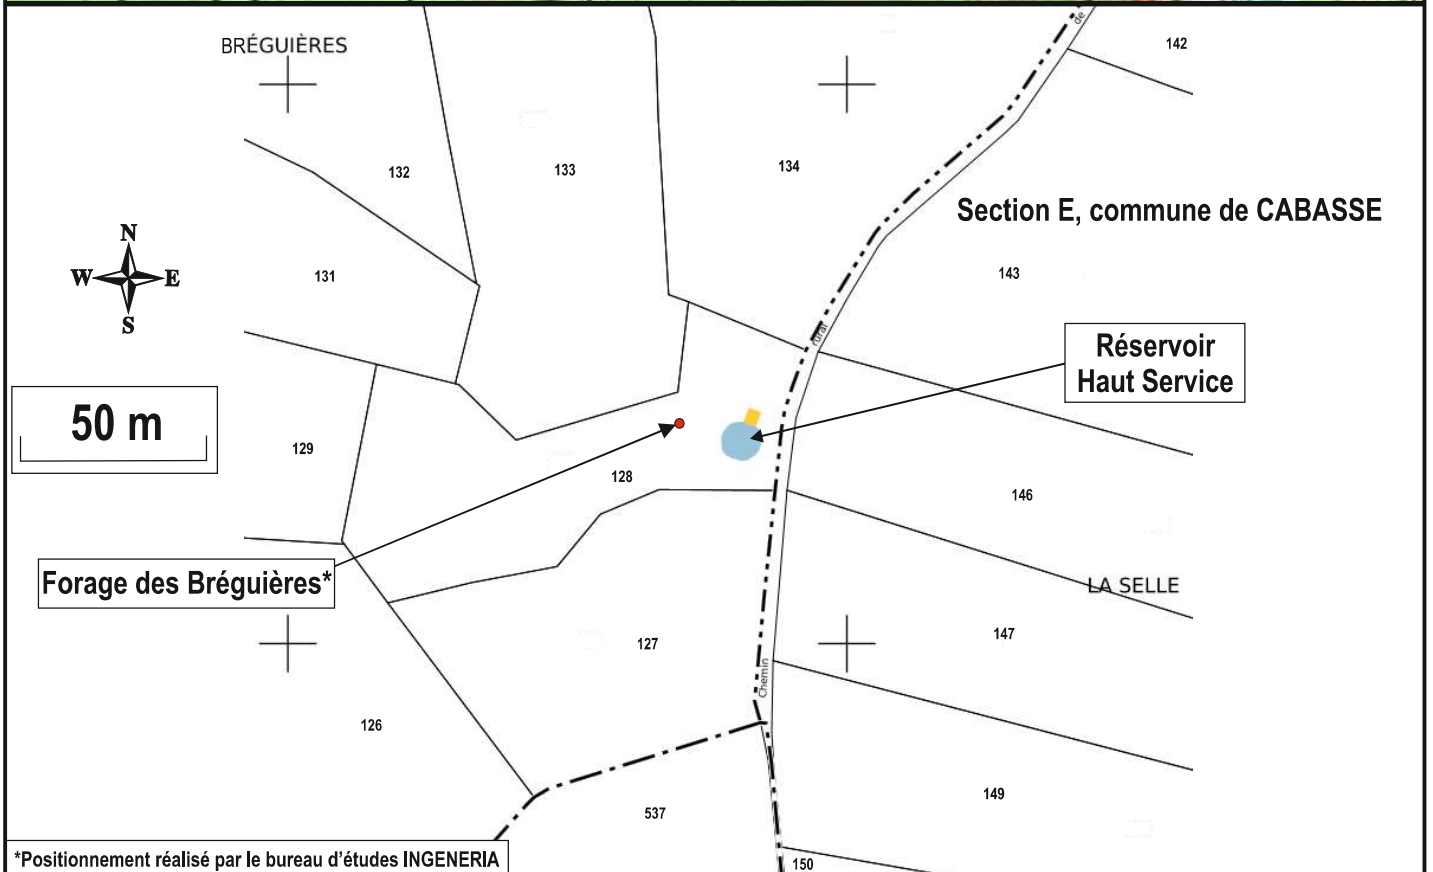 de
142
BRÉGUIÈRES
132
133
134
Section E, commune de CABASSE
N
W E
S
131
143
rural
Réservoir
Haut Service
50 m
129
128
146
Forage des Bréguières*
LA SELLE
127
147
Chemin
126
149
537
*Positionnement réalisé par le bureau d'études INGENERIA
150